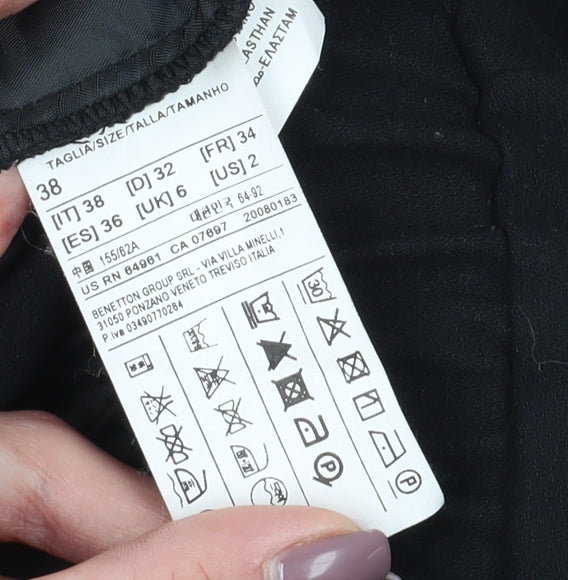 ASTHAN
ΕΛΑΣΤΑΜ
TAGLIA/SIZE/TALLA/TAMANHO
38
[IT] 38 [D] 32 [FR] 34
[ES] 36 [UK] 6 [US] 2
中國 155/62A 대한민국 64-92
US RN 64961 CA 07697 20080183
BENETTON GROUP SRL - VIA VILLA MINELLI,1
31050 PONZANO VENETO TREVISO ITALIA
P.iva 03490770264
30
P
P